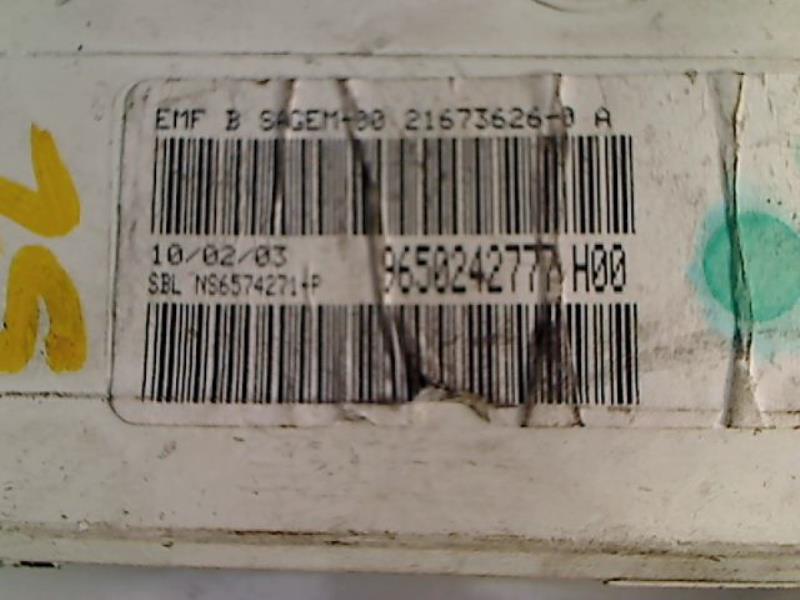 EMF B SAGEM-00 21673626-0 A
10/02/03
9650242777 H00
SBL NS6574271+P